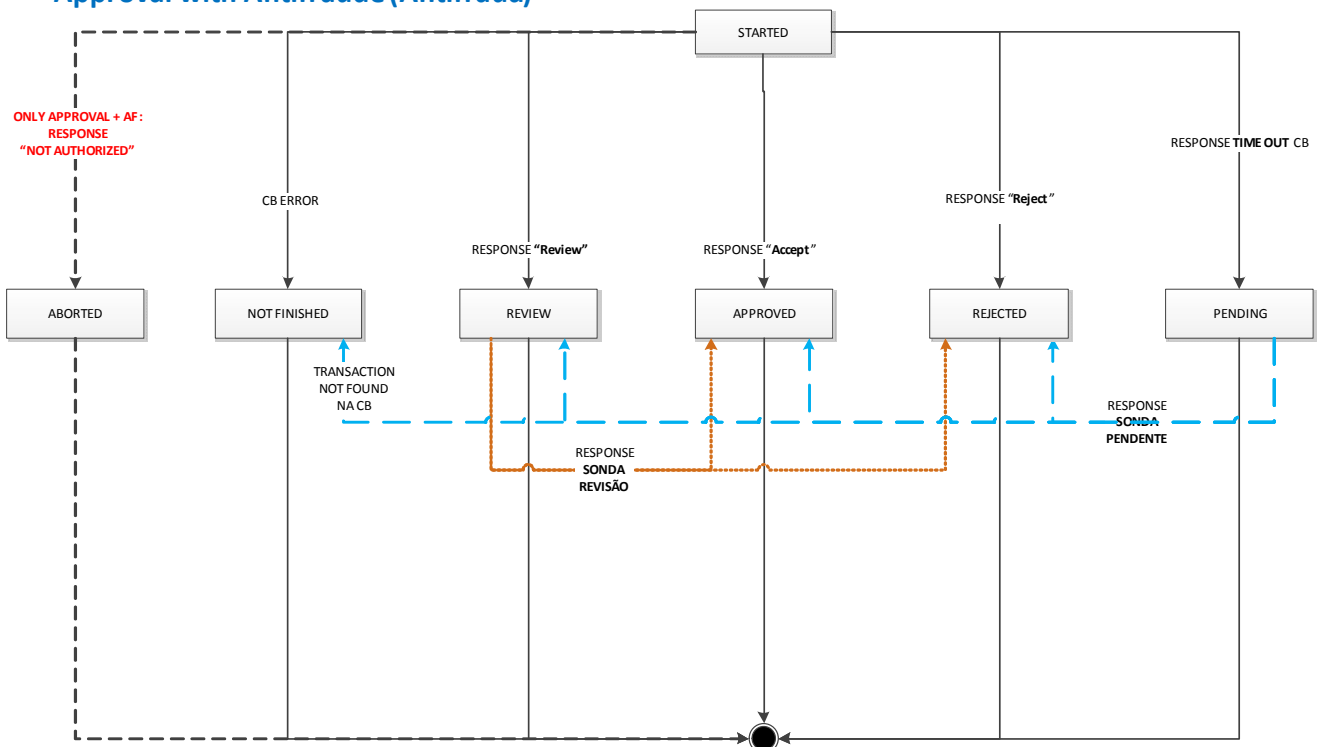 STARTED
ONLY APPROVAL + AF:
RESPONSE
“NOT AUTHORIZED”
RESPONSE TIME OUT CB
CB ERROR
RESPONSE “Reject”
RESPONSE “Review”
RESPONSE “Accept”
ABORTED
NOT FINISHED
REVIEW
APPROVED
REJECTED
PENDING
TRANSACTION
NOT FOUND
NA CB
RESPONSE
SONDA
PENDENTE
RESPONSE
SONDA
REVISÃO